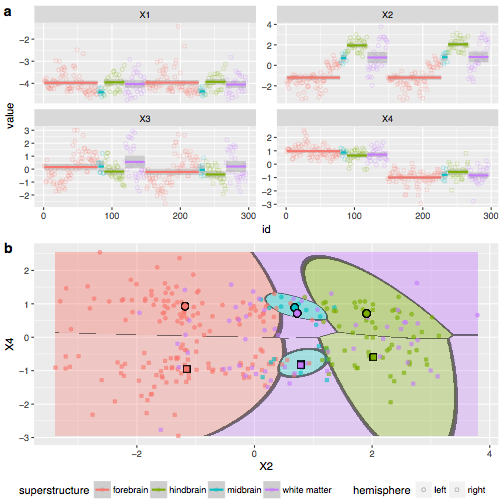 a
X1
X2
−2
−3
−4
4
2
0
−2
value
X3
X4
3
2
1
0
−1
−2
2
1
0
−1
−2
−3
0
100
200
300
0
100
200
300
id
b
2
1
0
−1
−2
−3
X4
−2
0
2
4
X2
superstructure
forebrain
hindbrain
midbrain
white matter
hemisphere
left
right